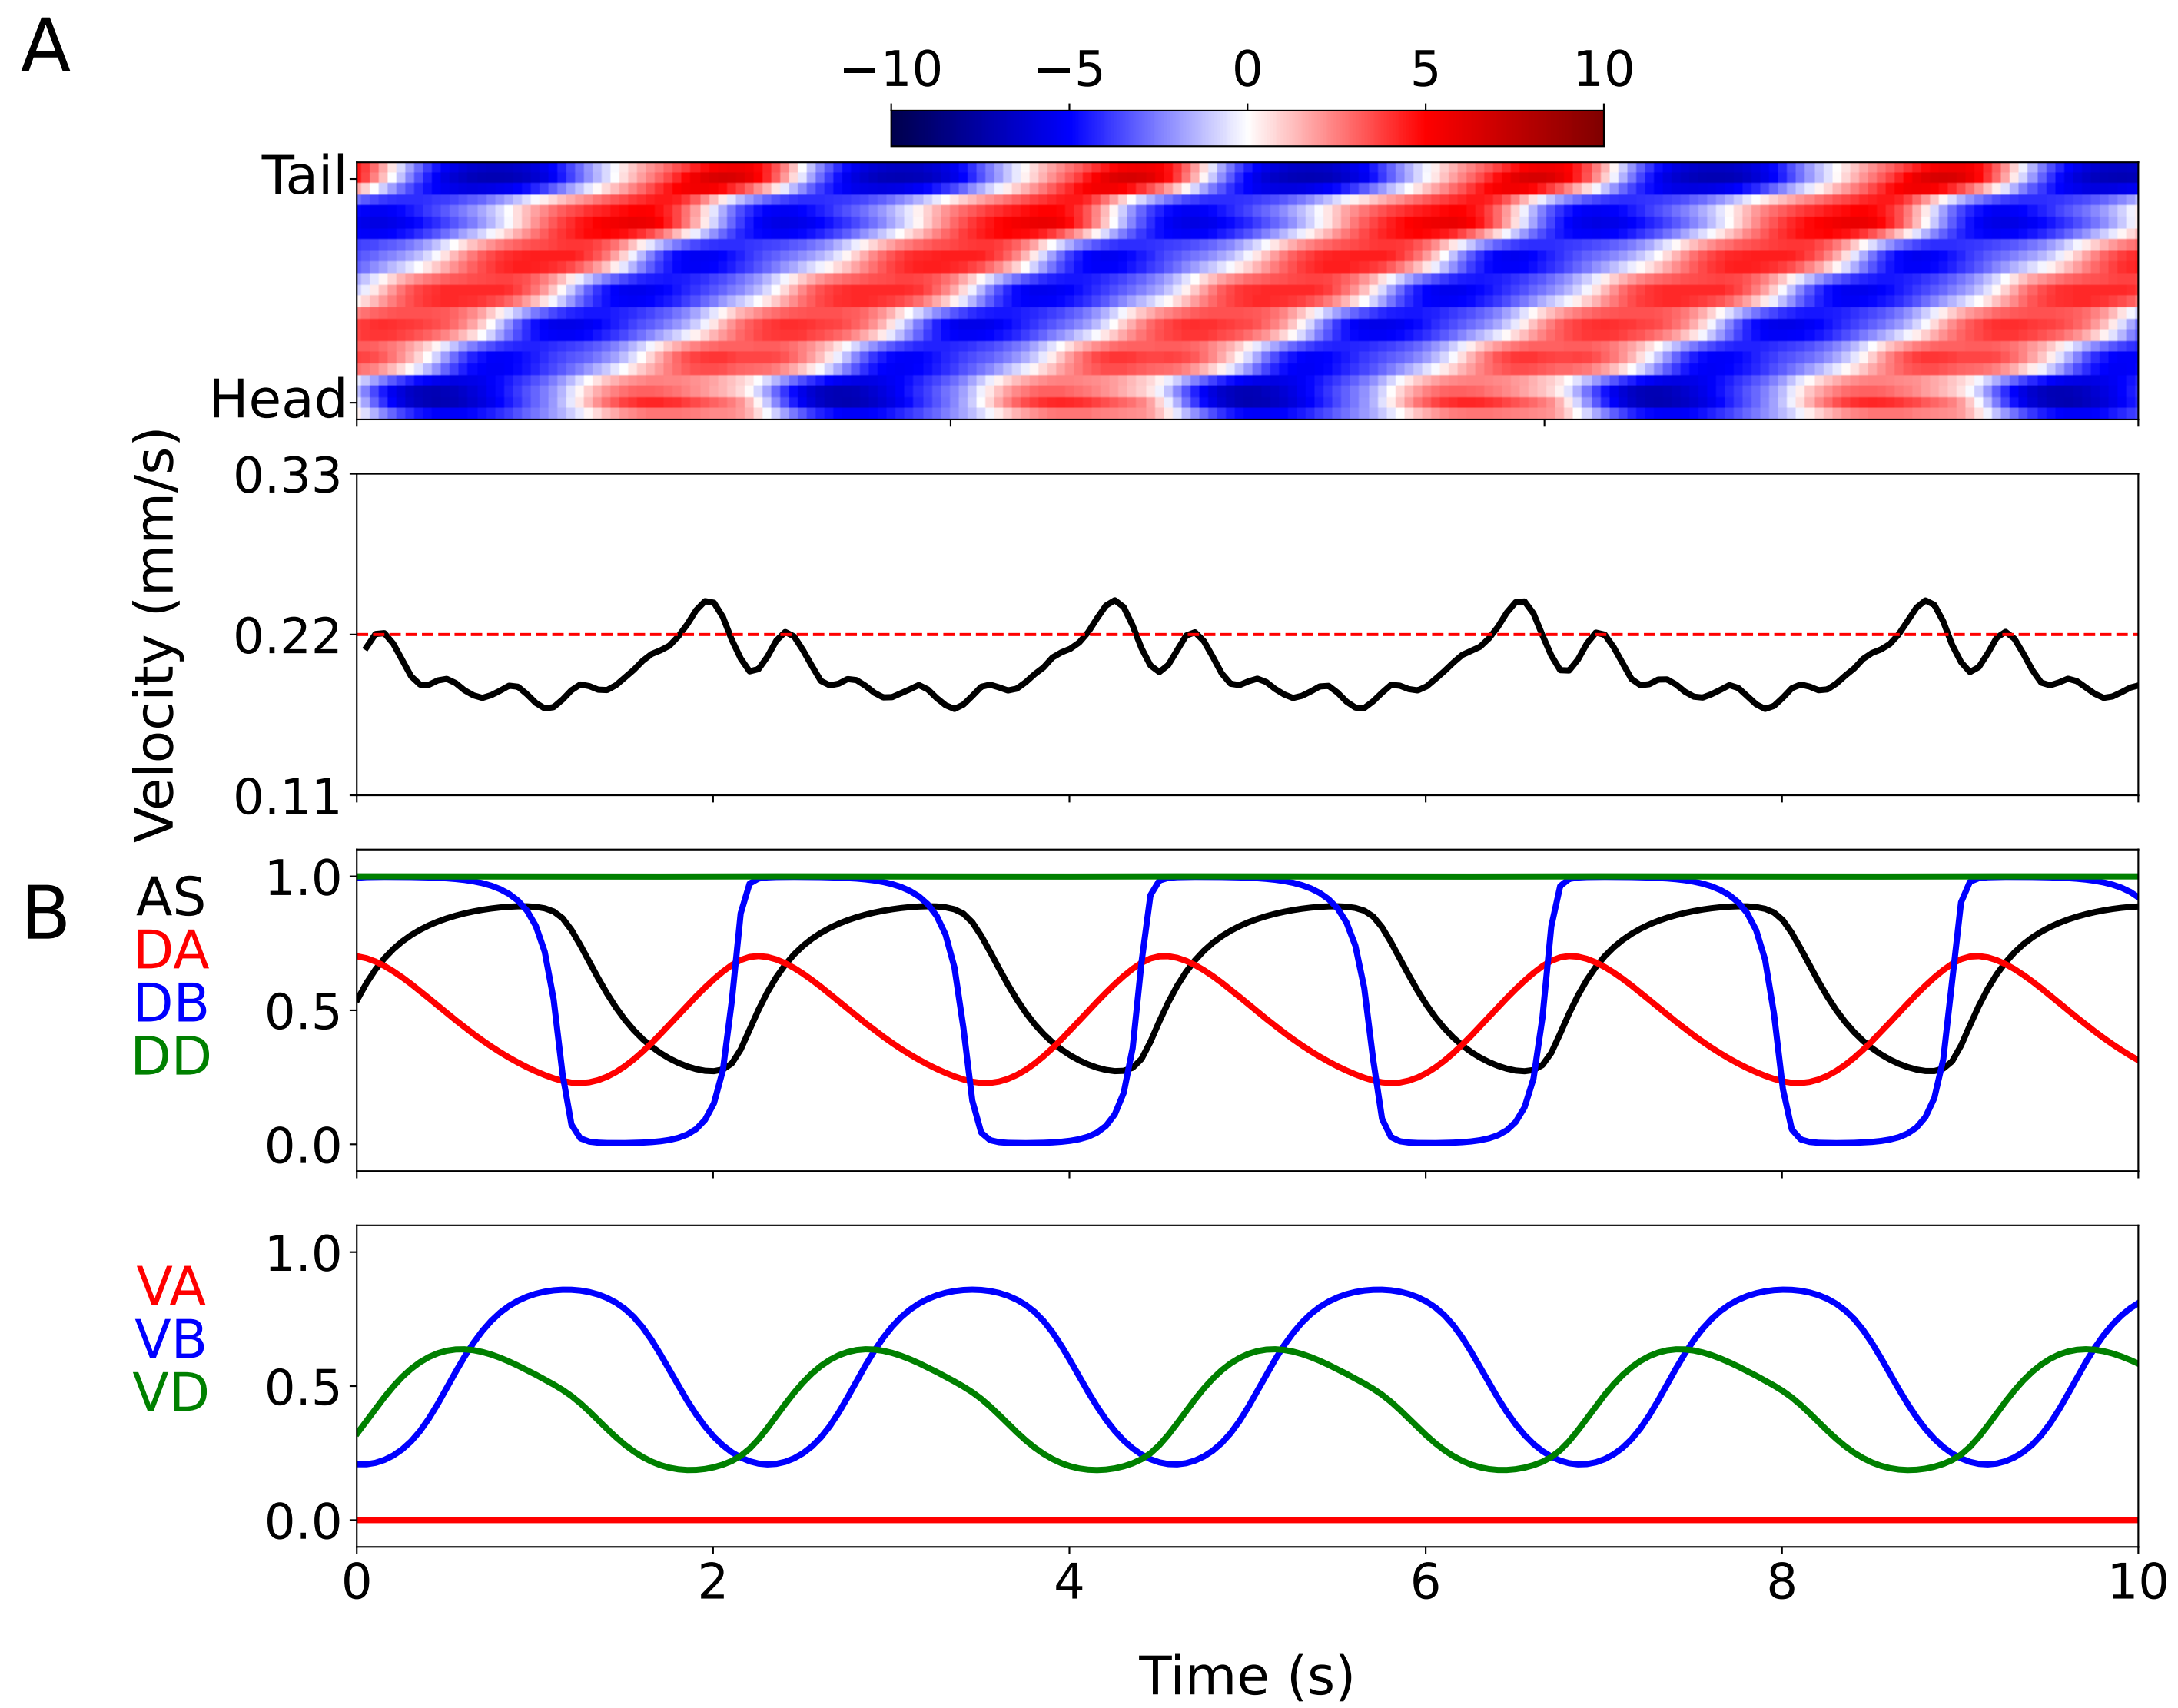 A
−10 −5 0 5 10
Tail
Head
Velocity (mm/s)
0.33
0.22
0.11
B
AS
DA
DB
DD
1.0
0.5
0.0
VA
VB
VD
1.0
0.5
0.0
0 2 4 6 8 10
Time (s)